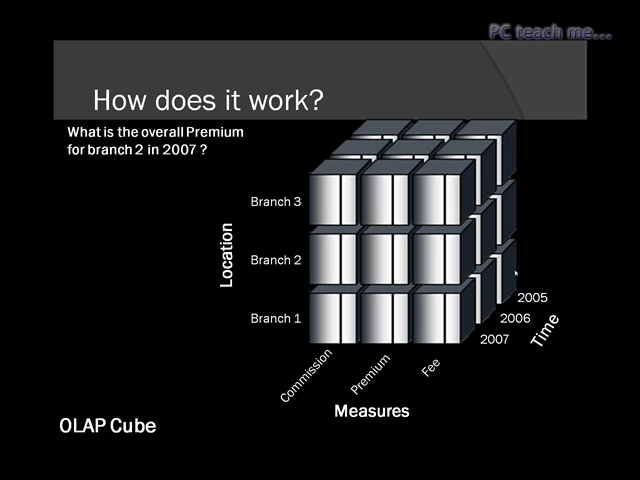 PC teach me...
How does it work?
What is the overall Premium
for branch 2 in 2007 ?
Branch 3
Branch 2
Branch 1
Location
2005
2006
2007
Time
Commission
Premium
Fee
Measures
OLAP Cube